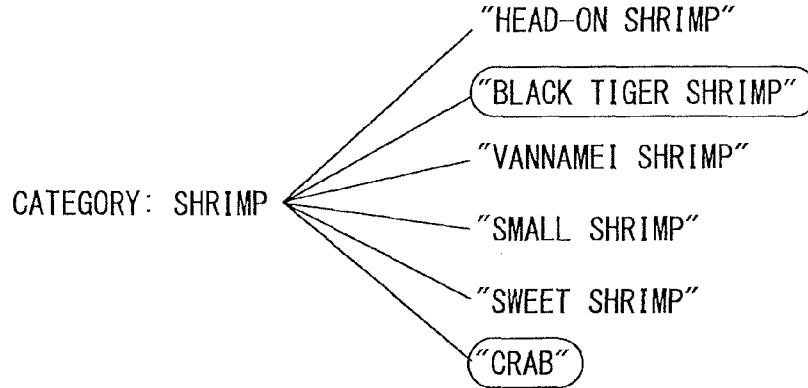 "HEAD-ON SHRIMP"
"BLACK TIGER SHRIMP"
"VANNAMEI SHRIMP"
CATEGORY: SHRIMP
"SMALL SHRIMP"
"SWEET SHRIMP"
"CRAB"